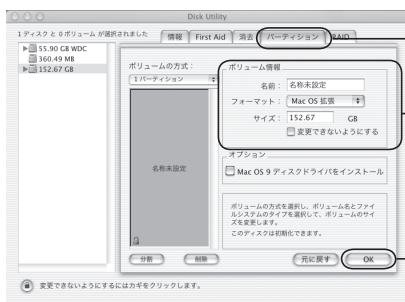 Disk Utility
1 ディスク と 0 ボリューム が選択されました
情報 First Aid 消去 パーティション RAID
55.90 GB WDC
360.49 MB
152.67 GB
ボリュームの方式：
1 パーティション
名称未設定
ボリューム情報
名前： 名称未設定
フォーマット： Mac OS 拡張
サイズ： 152.67 GB
変更できないようにする
オプション
Mac OS 9 ディスクドライバをインストール
ボリュームの方式を選択し、ボリューム名とファイ
ルシステムのタイプを選択して、ボリュームのサイ
ズを変更します。
このディスクは初期化できます。
分割 削除 元に戻す OK
変更できないようにするにはカギをクリックします。